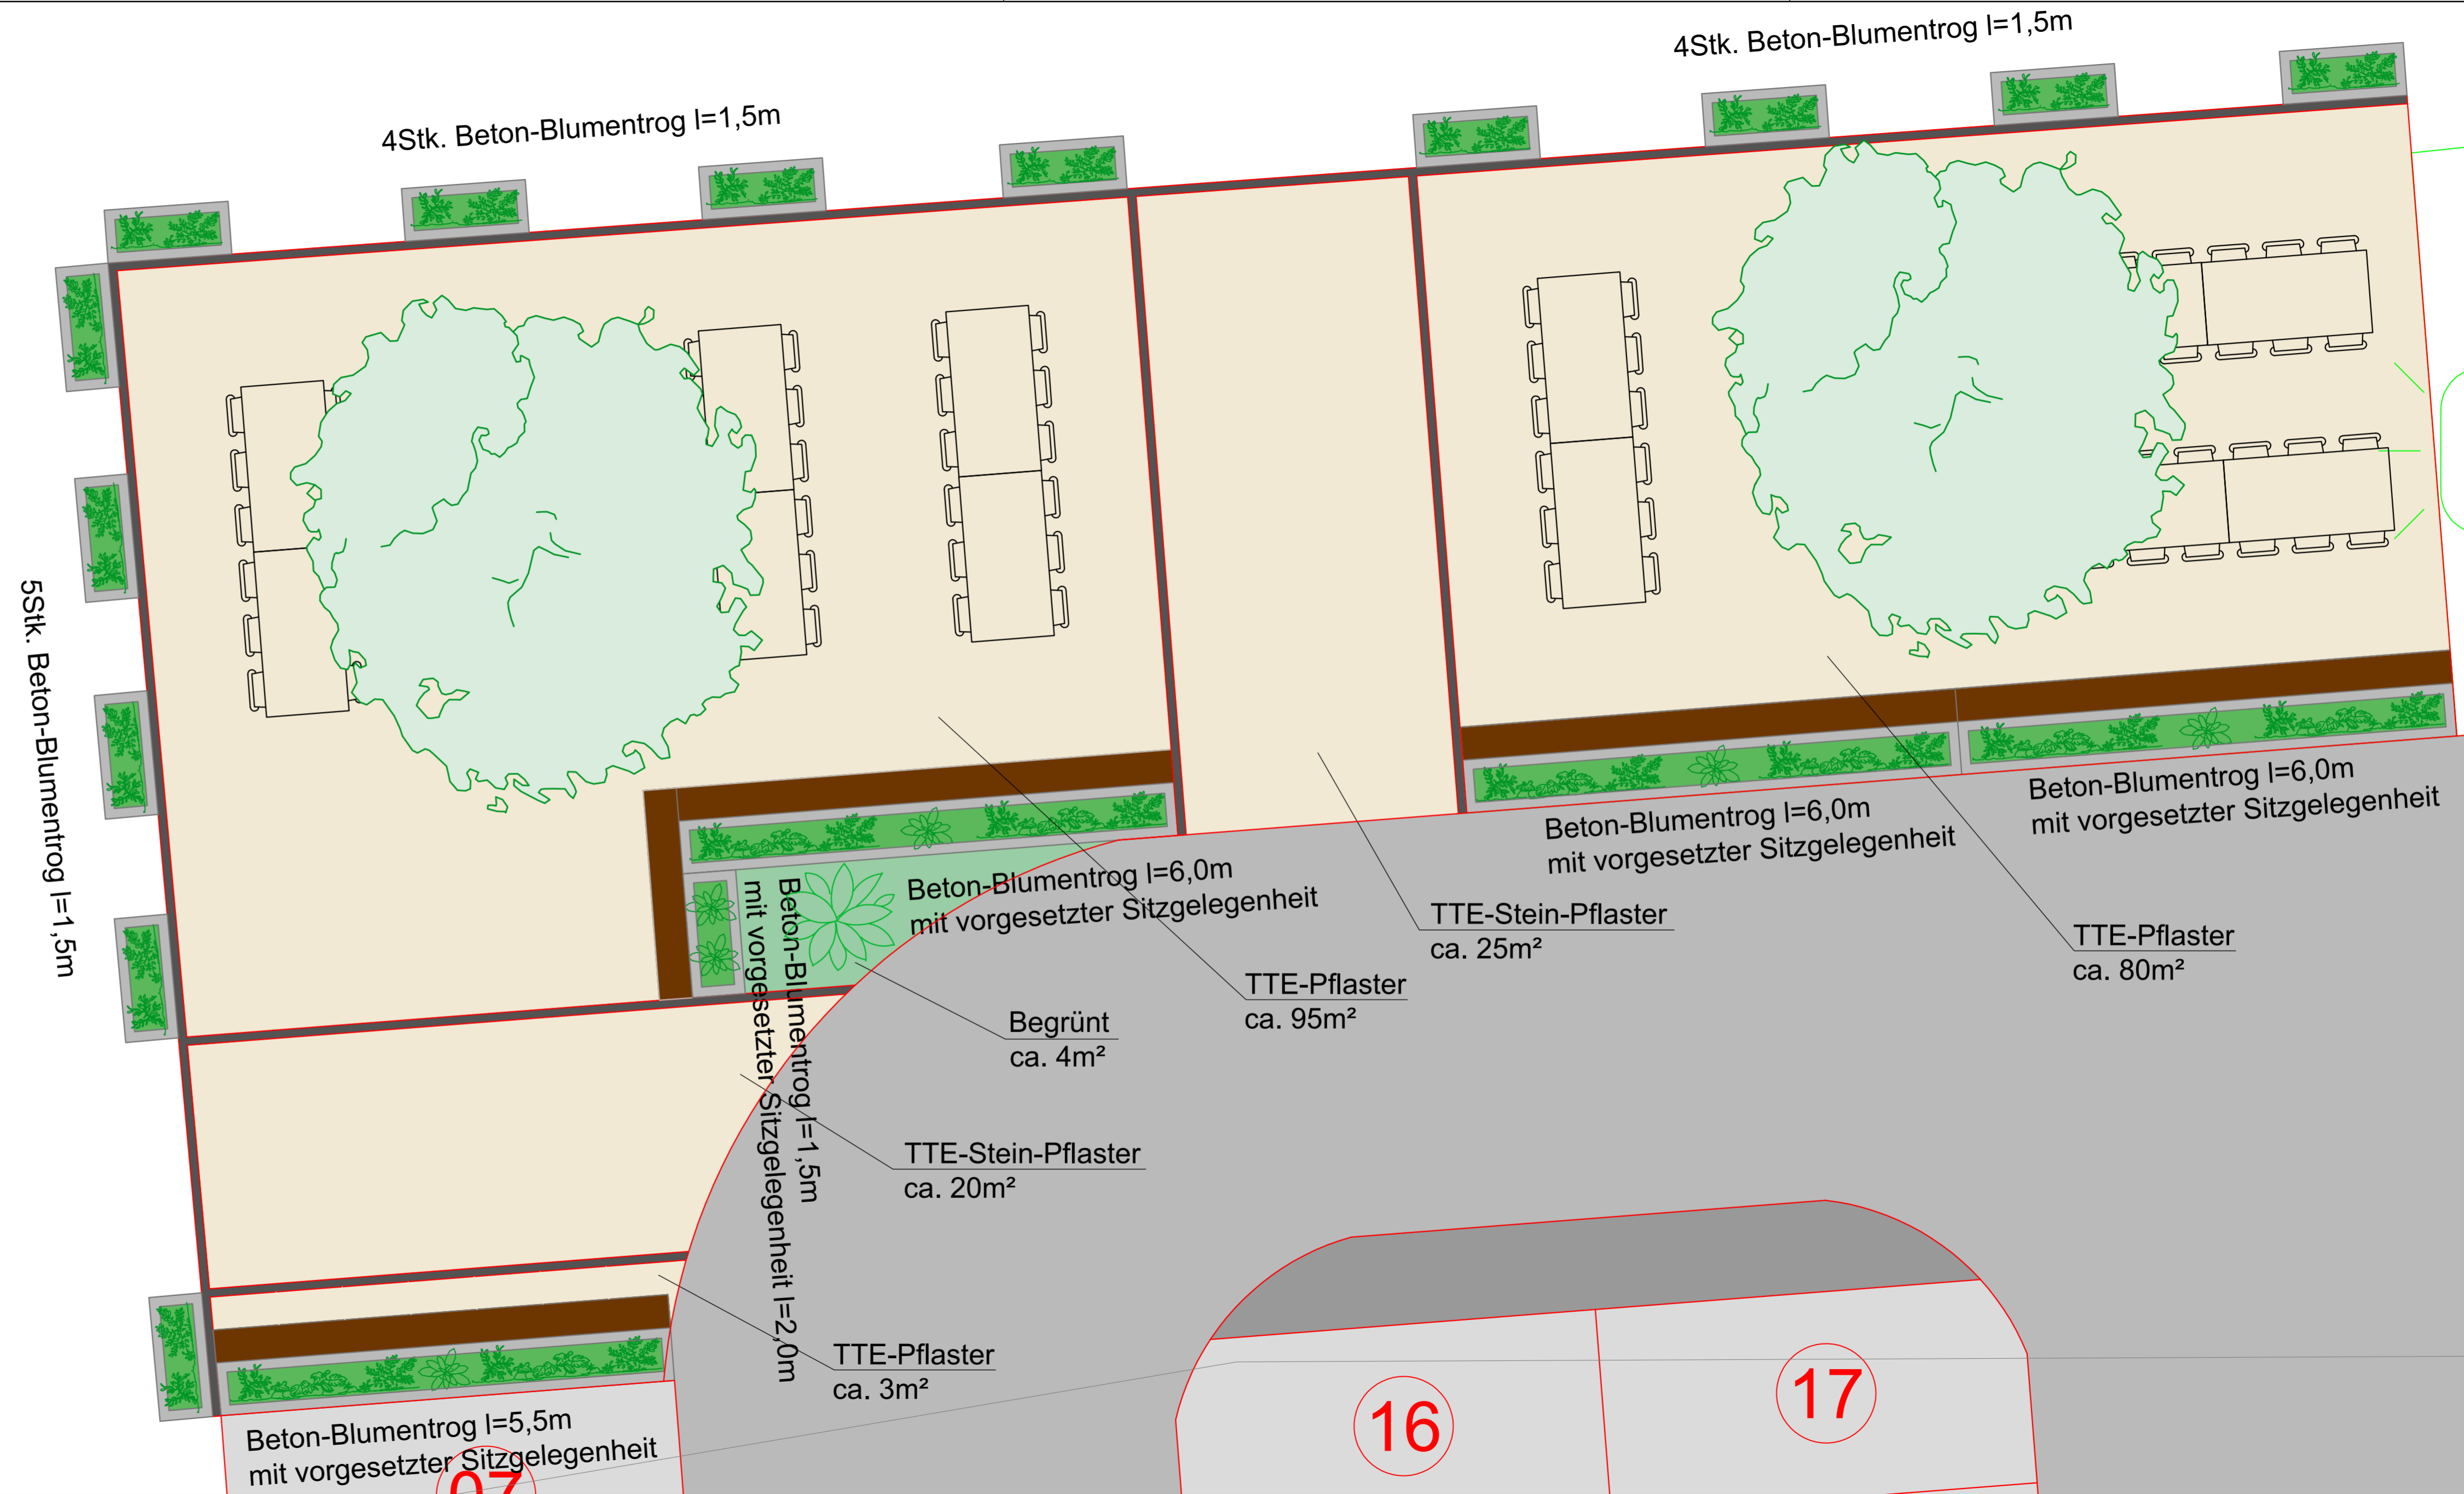 4Stk. Beton-Blumentrog l=1,5m
4Stk. Beton-Blumentrog l=1,5m
5Stk. Beton-Blumentrog l=1,5m
Beton-Blumentrog l=6,0m
mit vorgesetzter Sitzgelegenheit
Beton-Blumentrog l=6,0m
mit vorgesetzter Sitzgelegenheit
Beton-Blumentrog l=6,0m
mit vorgesetzter Sitzgelegenheit
Beton-Blumentrog l=1,5m
mit vorgesetzter Sitzgelegenheit l=2,0m
TTE-Stein-Pflaster
ca. 25m²
TTE-Pflaster
ca. 80m²
TTE-Pflaster
ca. 95m²
Begrünt
ca. 4m²
TTE-Stein-Pflaster
ca. 20m²
TTE-Pflaster
ca. 3m²
Beton-Blumentrog l=5,5m
mit vorgesetzter Sitzgelegenheit
07
16
17